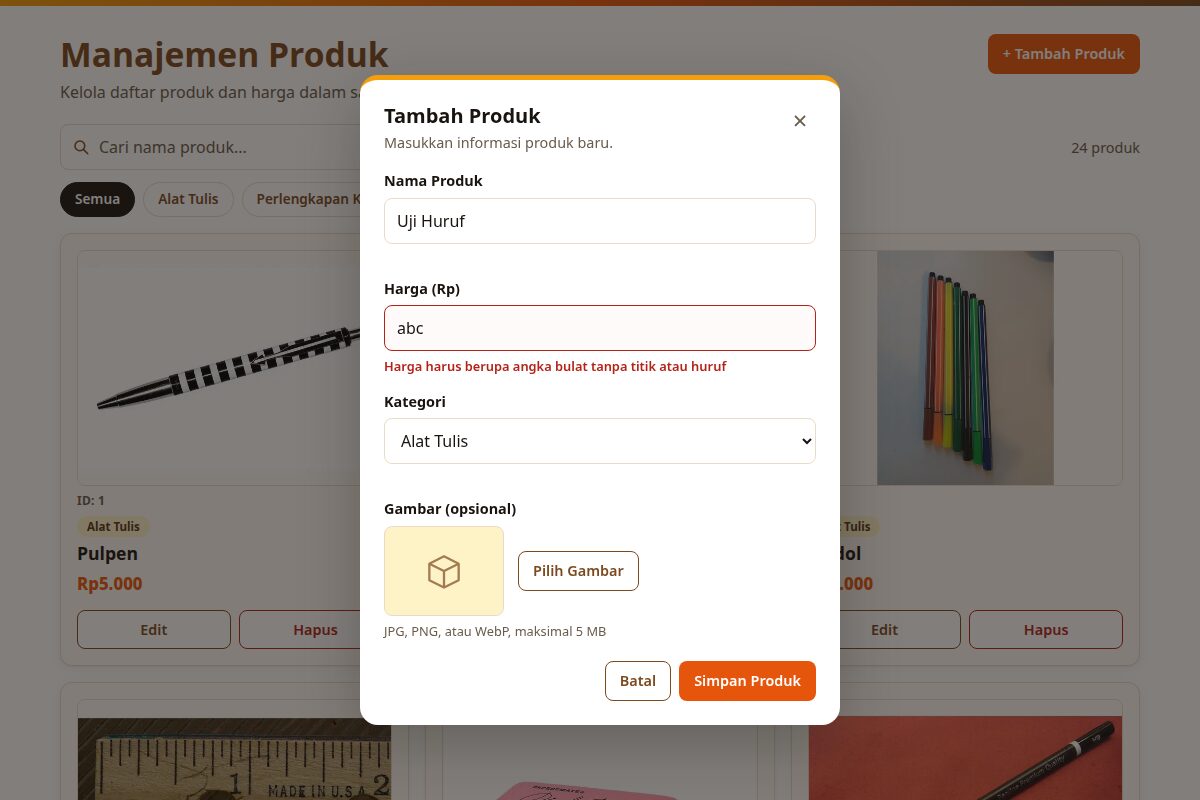 Manajemen Produk
+ Tambah Produk
Kelola daftar produk dan harga dalam
Cari nama produk...
24 produk
Semua
Alat Tulis
Perlengkapan
Tambah Produk
×
Masukkan informasi produk baru.
Nama Produk
Uji Huruf
Harga (Rp)
abc
Harga harus berupa angka bulat tanpa titik atau huruf
Kategori
Alat Tulis
Gambar (opsional)
Pilih Gambar
JPG, PNG, atau WebP, maksimal 5 MB
Batal
Simpan Produk
ID: 1
Alat Tulis
Pulpen
Rp5.000
Edit
Hapus
Tulis
dol
.000
Edit
Hapus
1
2
MADE IN U.S.A